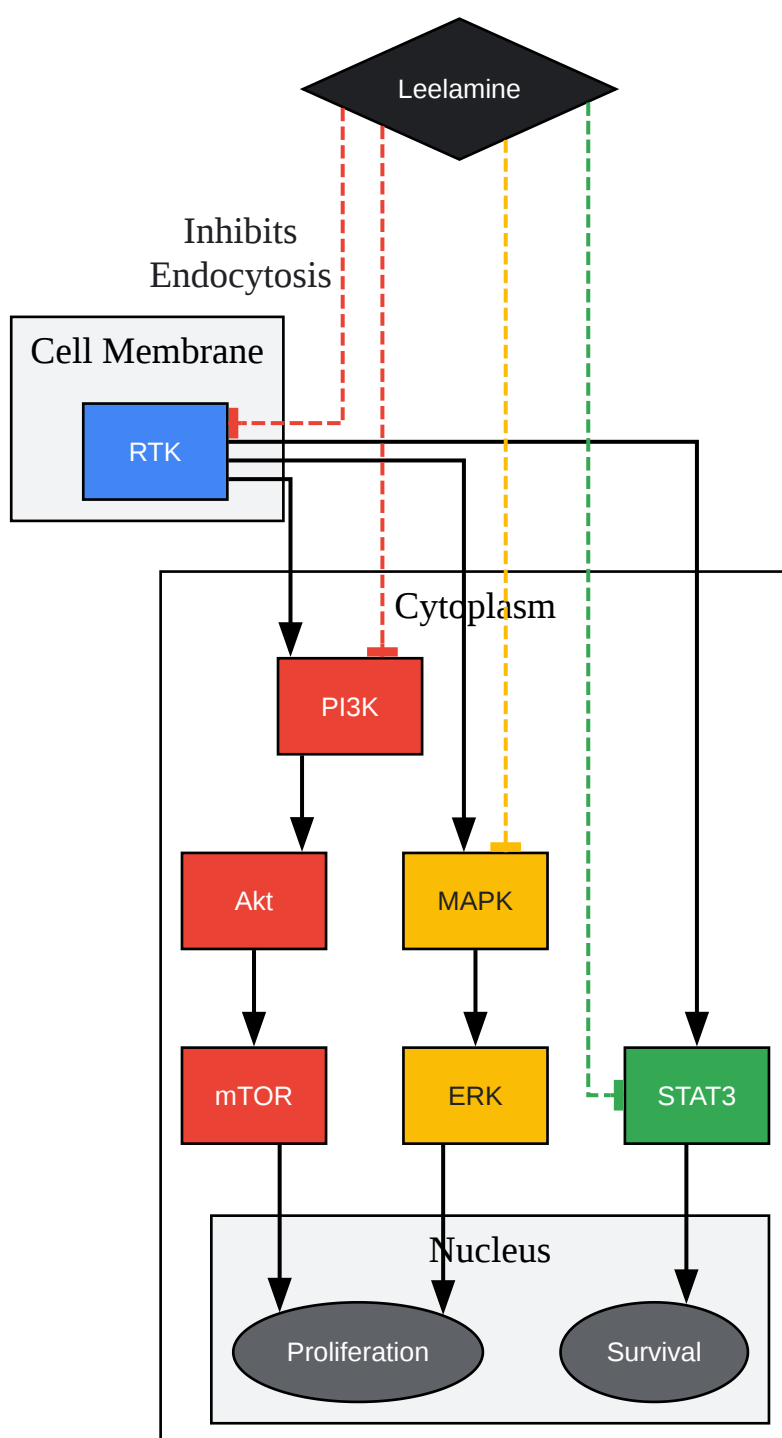 Leelamine
Inhibits
Endocytosis
Cell Membrane
RTK
Cytoplasm
PI3K
Akt
MAPK
mTOR
ERK
STAT3
Nucleus
Proliferation
Survival